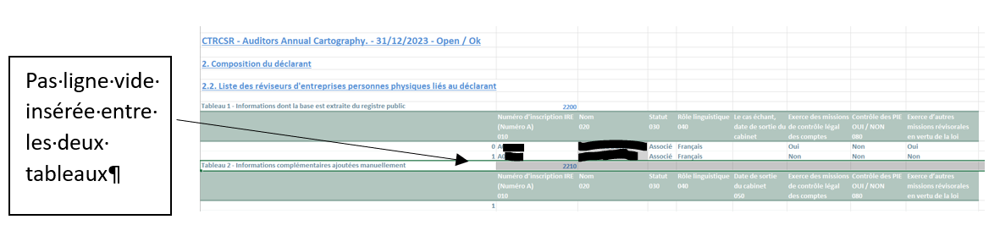 CTRCSR - Auditors Annual Cartography. - 31/12/2023 - Open / Ok
2. Composition du déclarant
2.2. Liste des réviseurs d'entreprises personnes physiques liés au déclarant
Pas·ligne·vide·
insérée·entre·
les·deux·
tableaux¶
Tableau 1 - Informations dont la base est extraite du registre public 2200
Numéro d'inscription IRE Nom Statut Rôle linguistique Le cas échéant, Exerce des missions Contrôle des PIE Exerce d'autres
(Numéro A) 020 030 040 date de sortie du de contrôle légal OUI / NON missions révisorales
010 cabinet des comptes 080 en vertu de la loi
0 Associé Français Oui Non Oui
1 Associé Français Non Non Non
Tableau 2 - Informations complémentaires ajoutées manuellement 2210
Numéro d'inscription IRE Nom Statut Rôle linguistique Date de sortie Exerce des missions Contrôle des PIE Exerce d'autres
(Numéro A) 020 030 040 du cabinet de contrôle légal OUI / NON missions révisorales
010 050 des comptes 080 en vertu de la loi
1